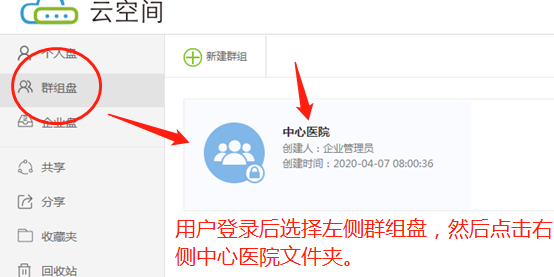 云空间
个人盘
群组盘
企业盘
共享
分享
收藏夹
回收站
新建群组
中心医院
创建人：企业管理员
创建时间：2020-04-07 08:00:36
用户登录后选择左侧群组盘，然后点击右
侧中心医院文件夹。